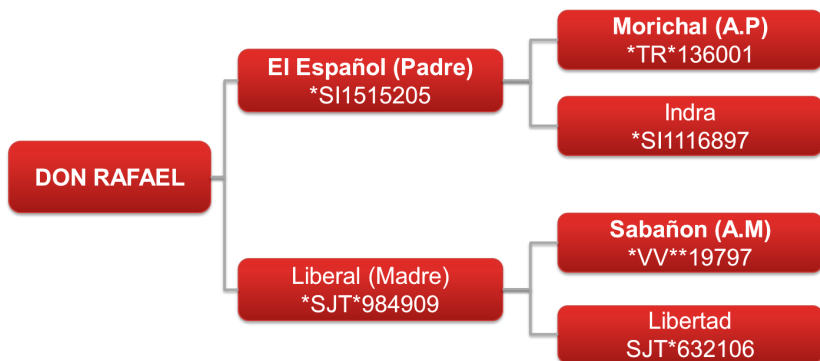 DON RAFAEL
El Español (Padre)
*SI1515205
Liberal (Madre)
*SJT*984909
Morichal (A.P)
*TR*136001
Indra
*SI1116897
Sabañon (A.M)
*VV**19797
Libertad
SJT*632106